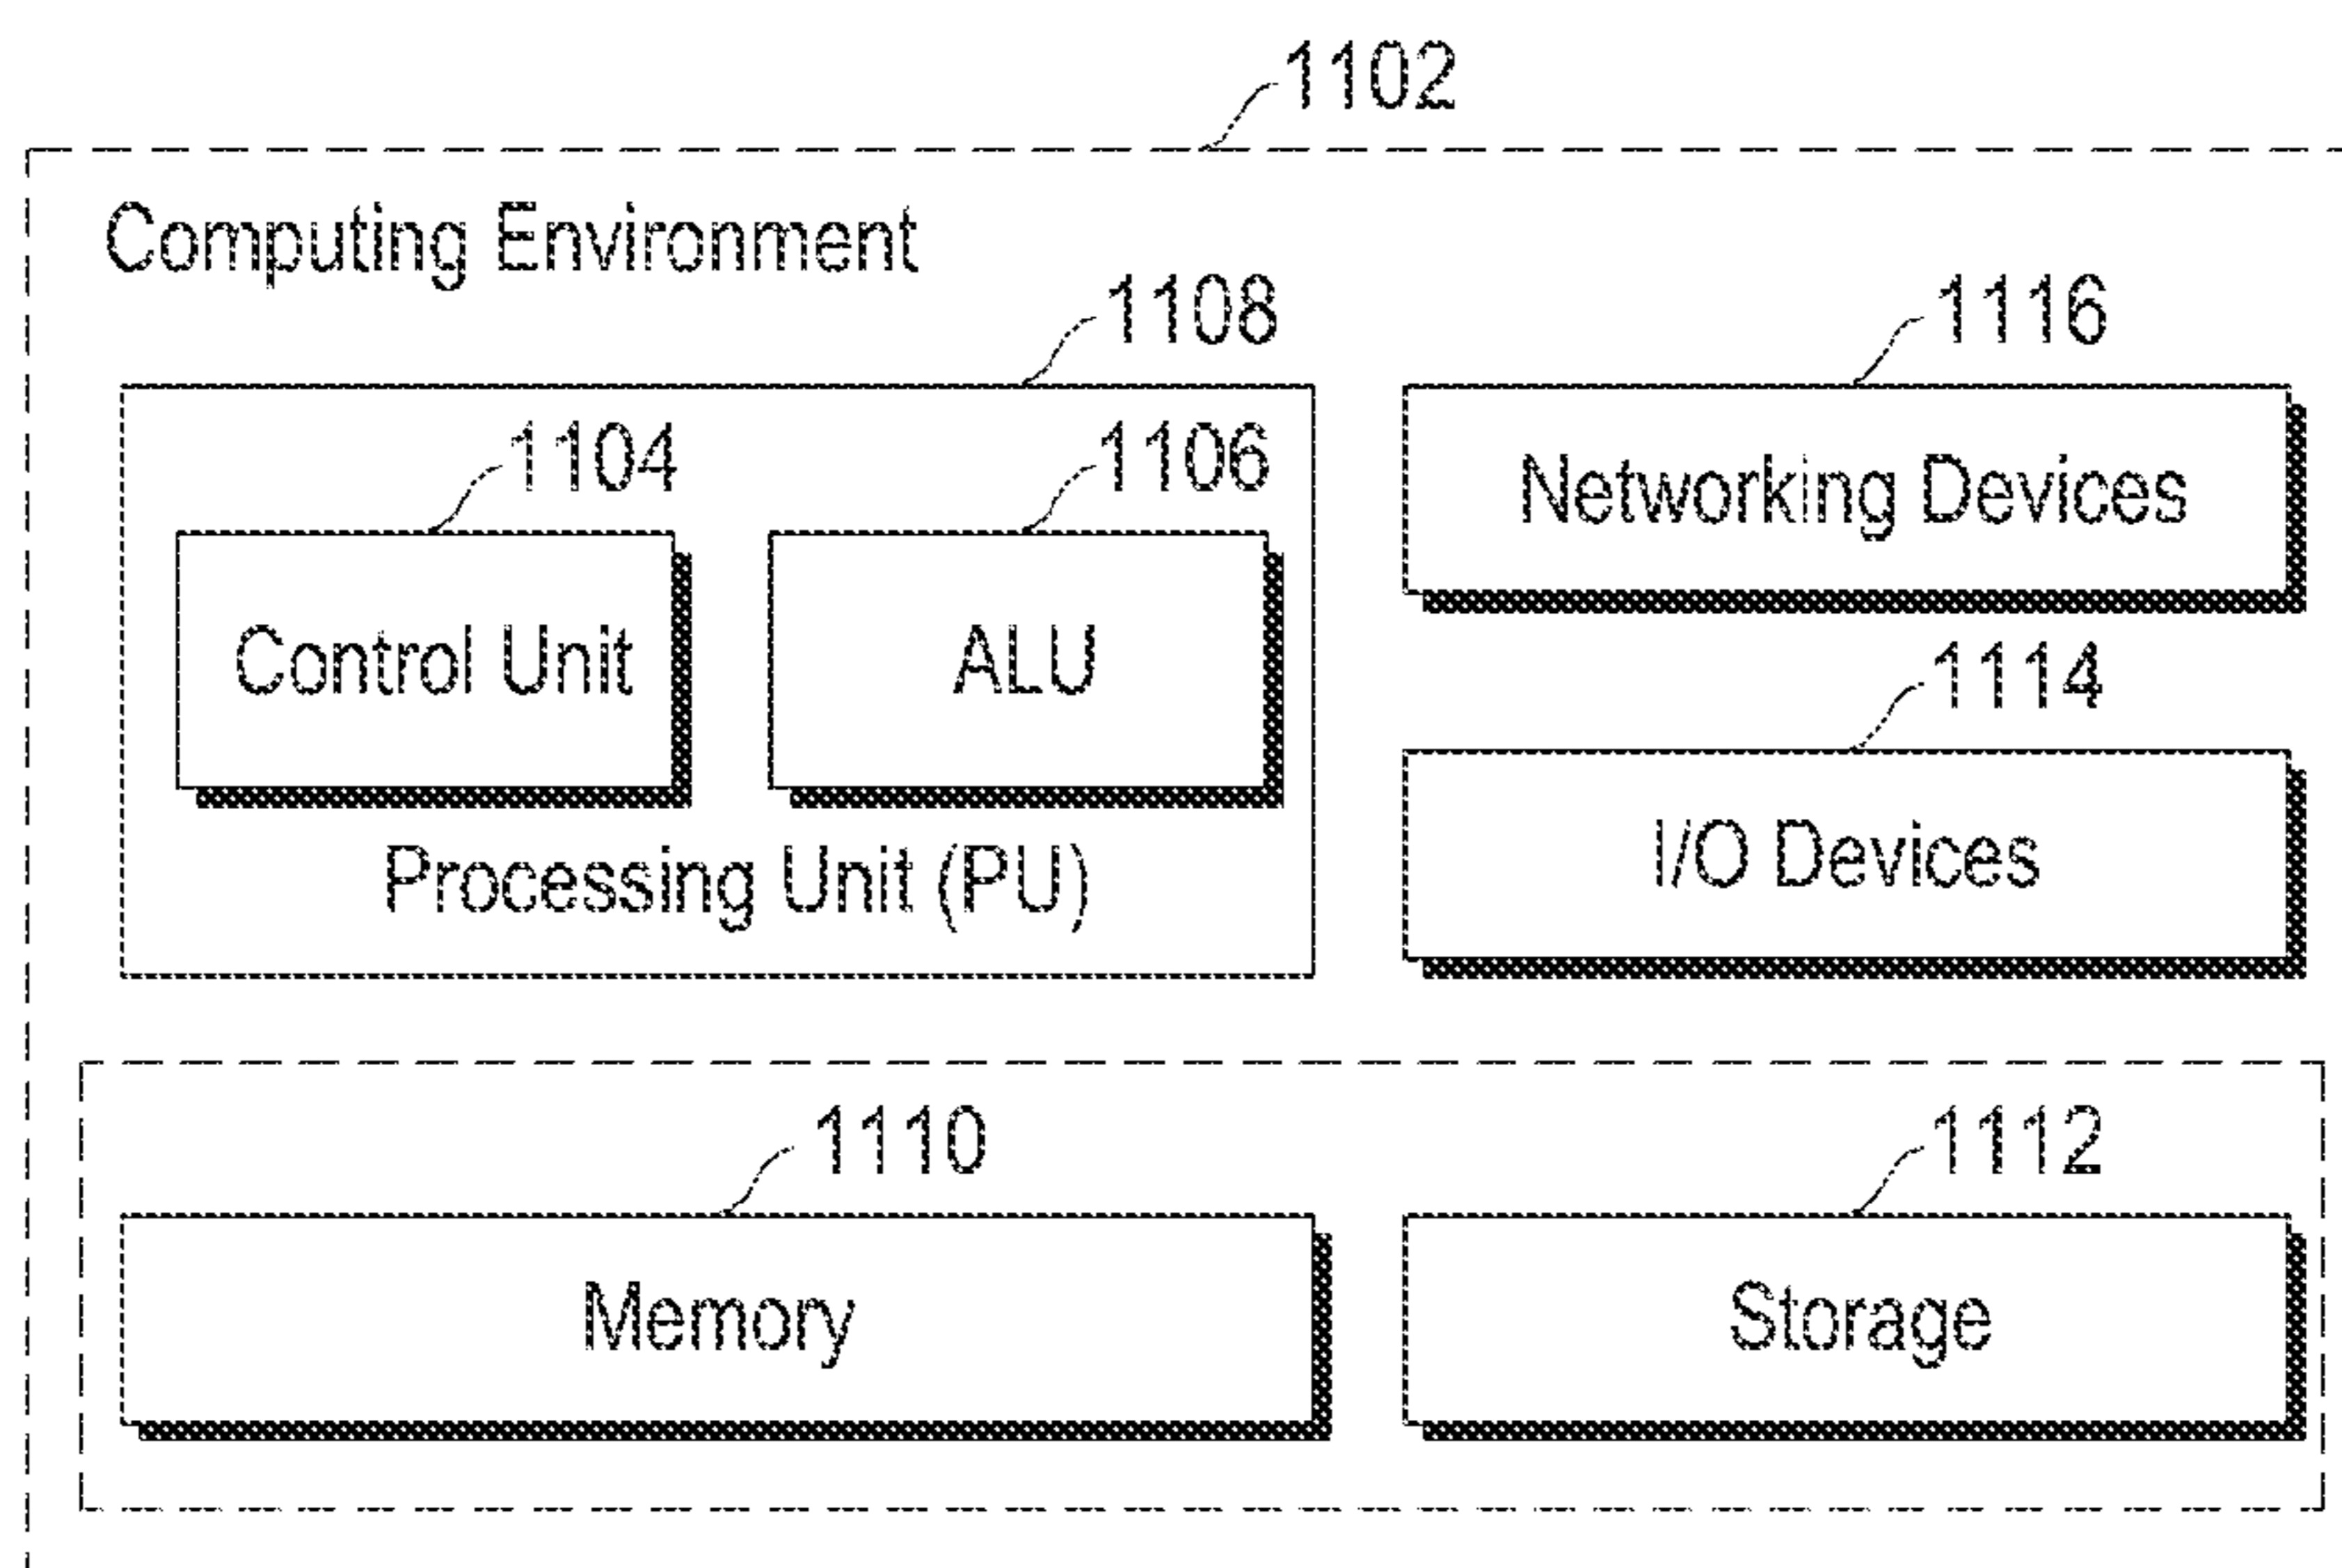 1102
Computing Environment
1108
1116
1104
1106
Networking Devices
Control Unit
ALU
1114
Processing Unit (PU)
I/O Devices
1110
1112
Memory
Storage